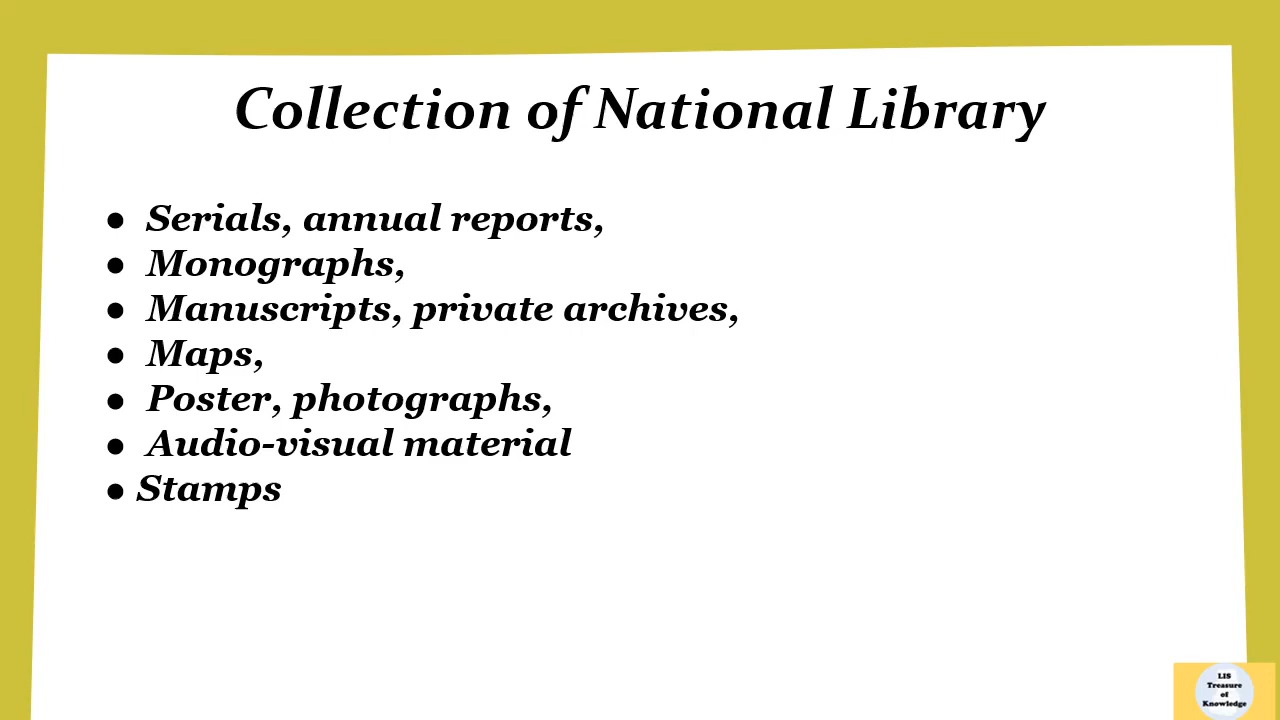 Collection of National Library
● Serials, annual reports,
● Monographs,
● Manuscripts, private archives,
● Maps,
● Poster, photographs,
● Audio-visual material
● Stamps
LIS
Treasure
of
Knowledge